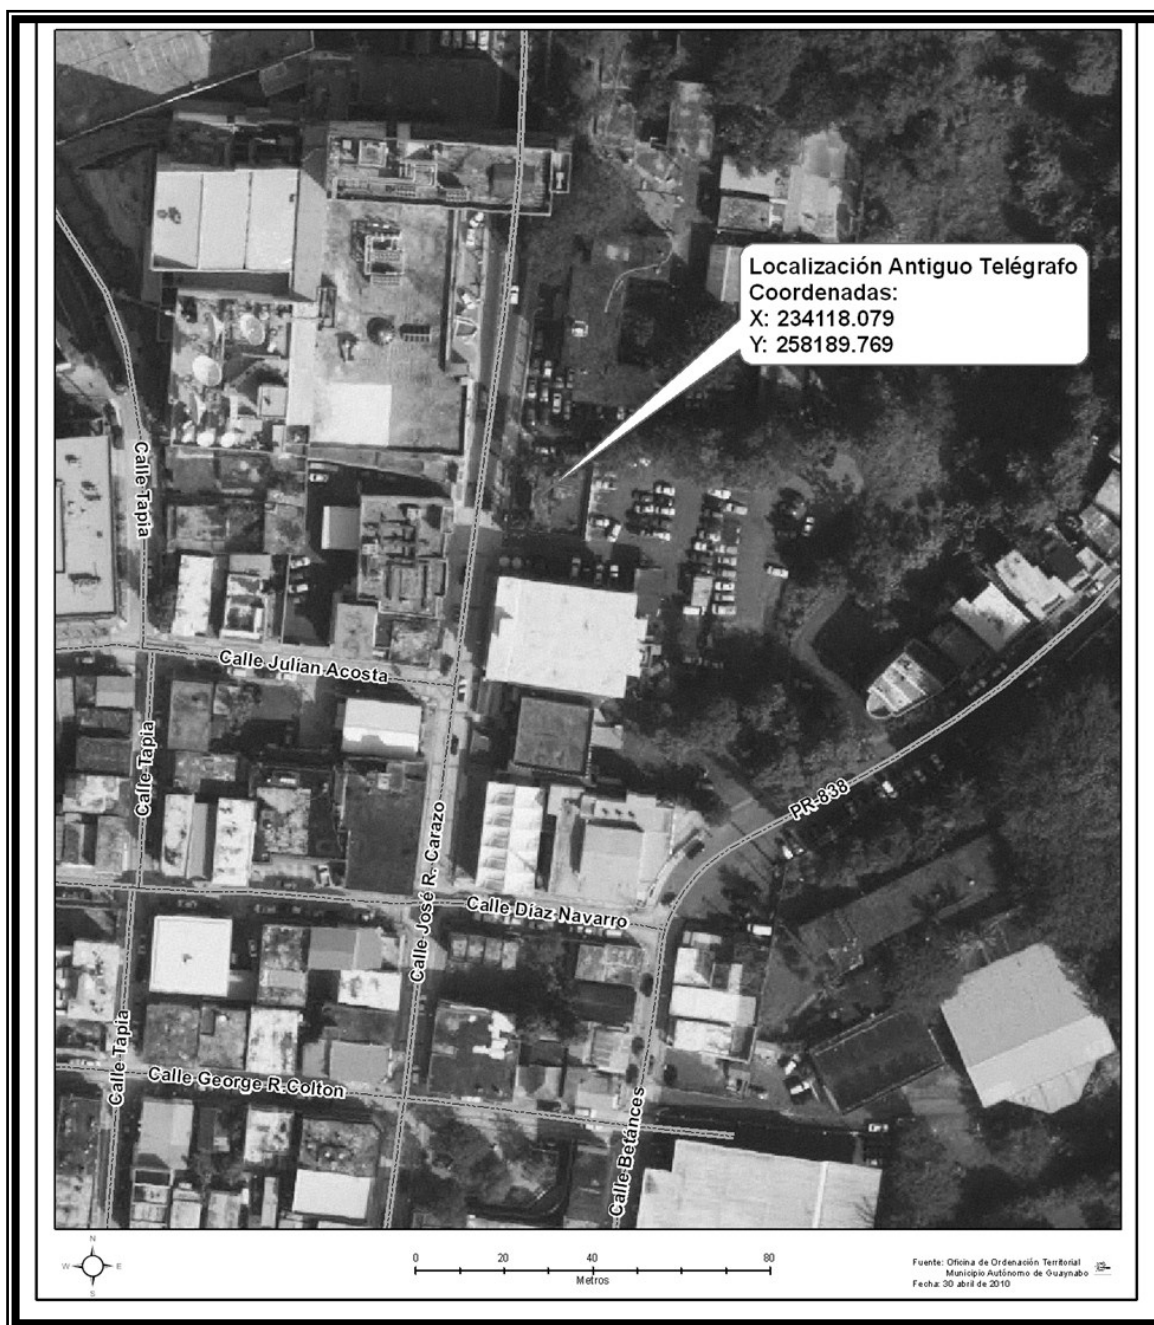 Localización Antiguo Telégrafo
Coordenadas:
X: 234118.079
Y: 258189.769
Calle Tapia
Calle Julian Acosta
Calle Tapia
PR-838
Calle José R. Carazo
Calle Díaz Navarro
Calle Tapia
Calle George R.Colton
Calle Betánces
N
W E
S
0 20 40 80
Metros
Fuente: Oficina de Ordenación Territorial
Municipio Autónomo de Guaynabo
Fecha: 30 abril de 2010